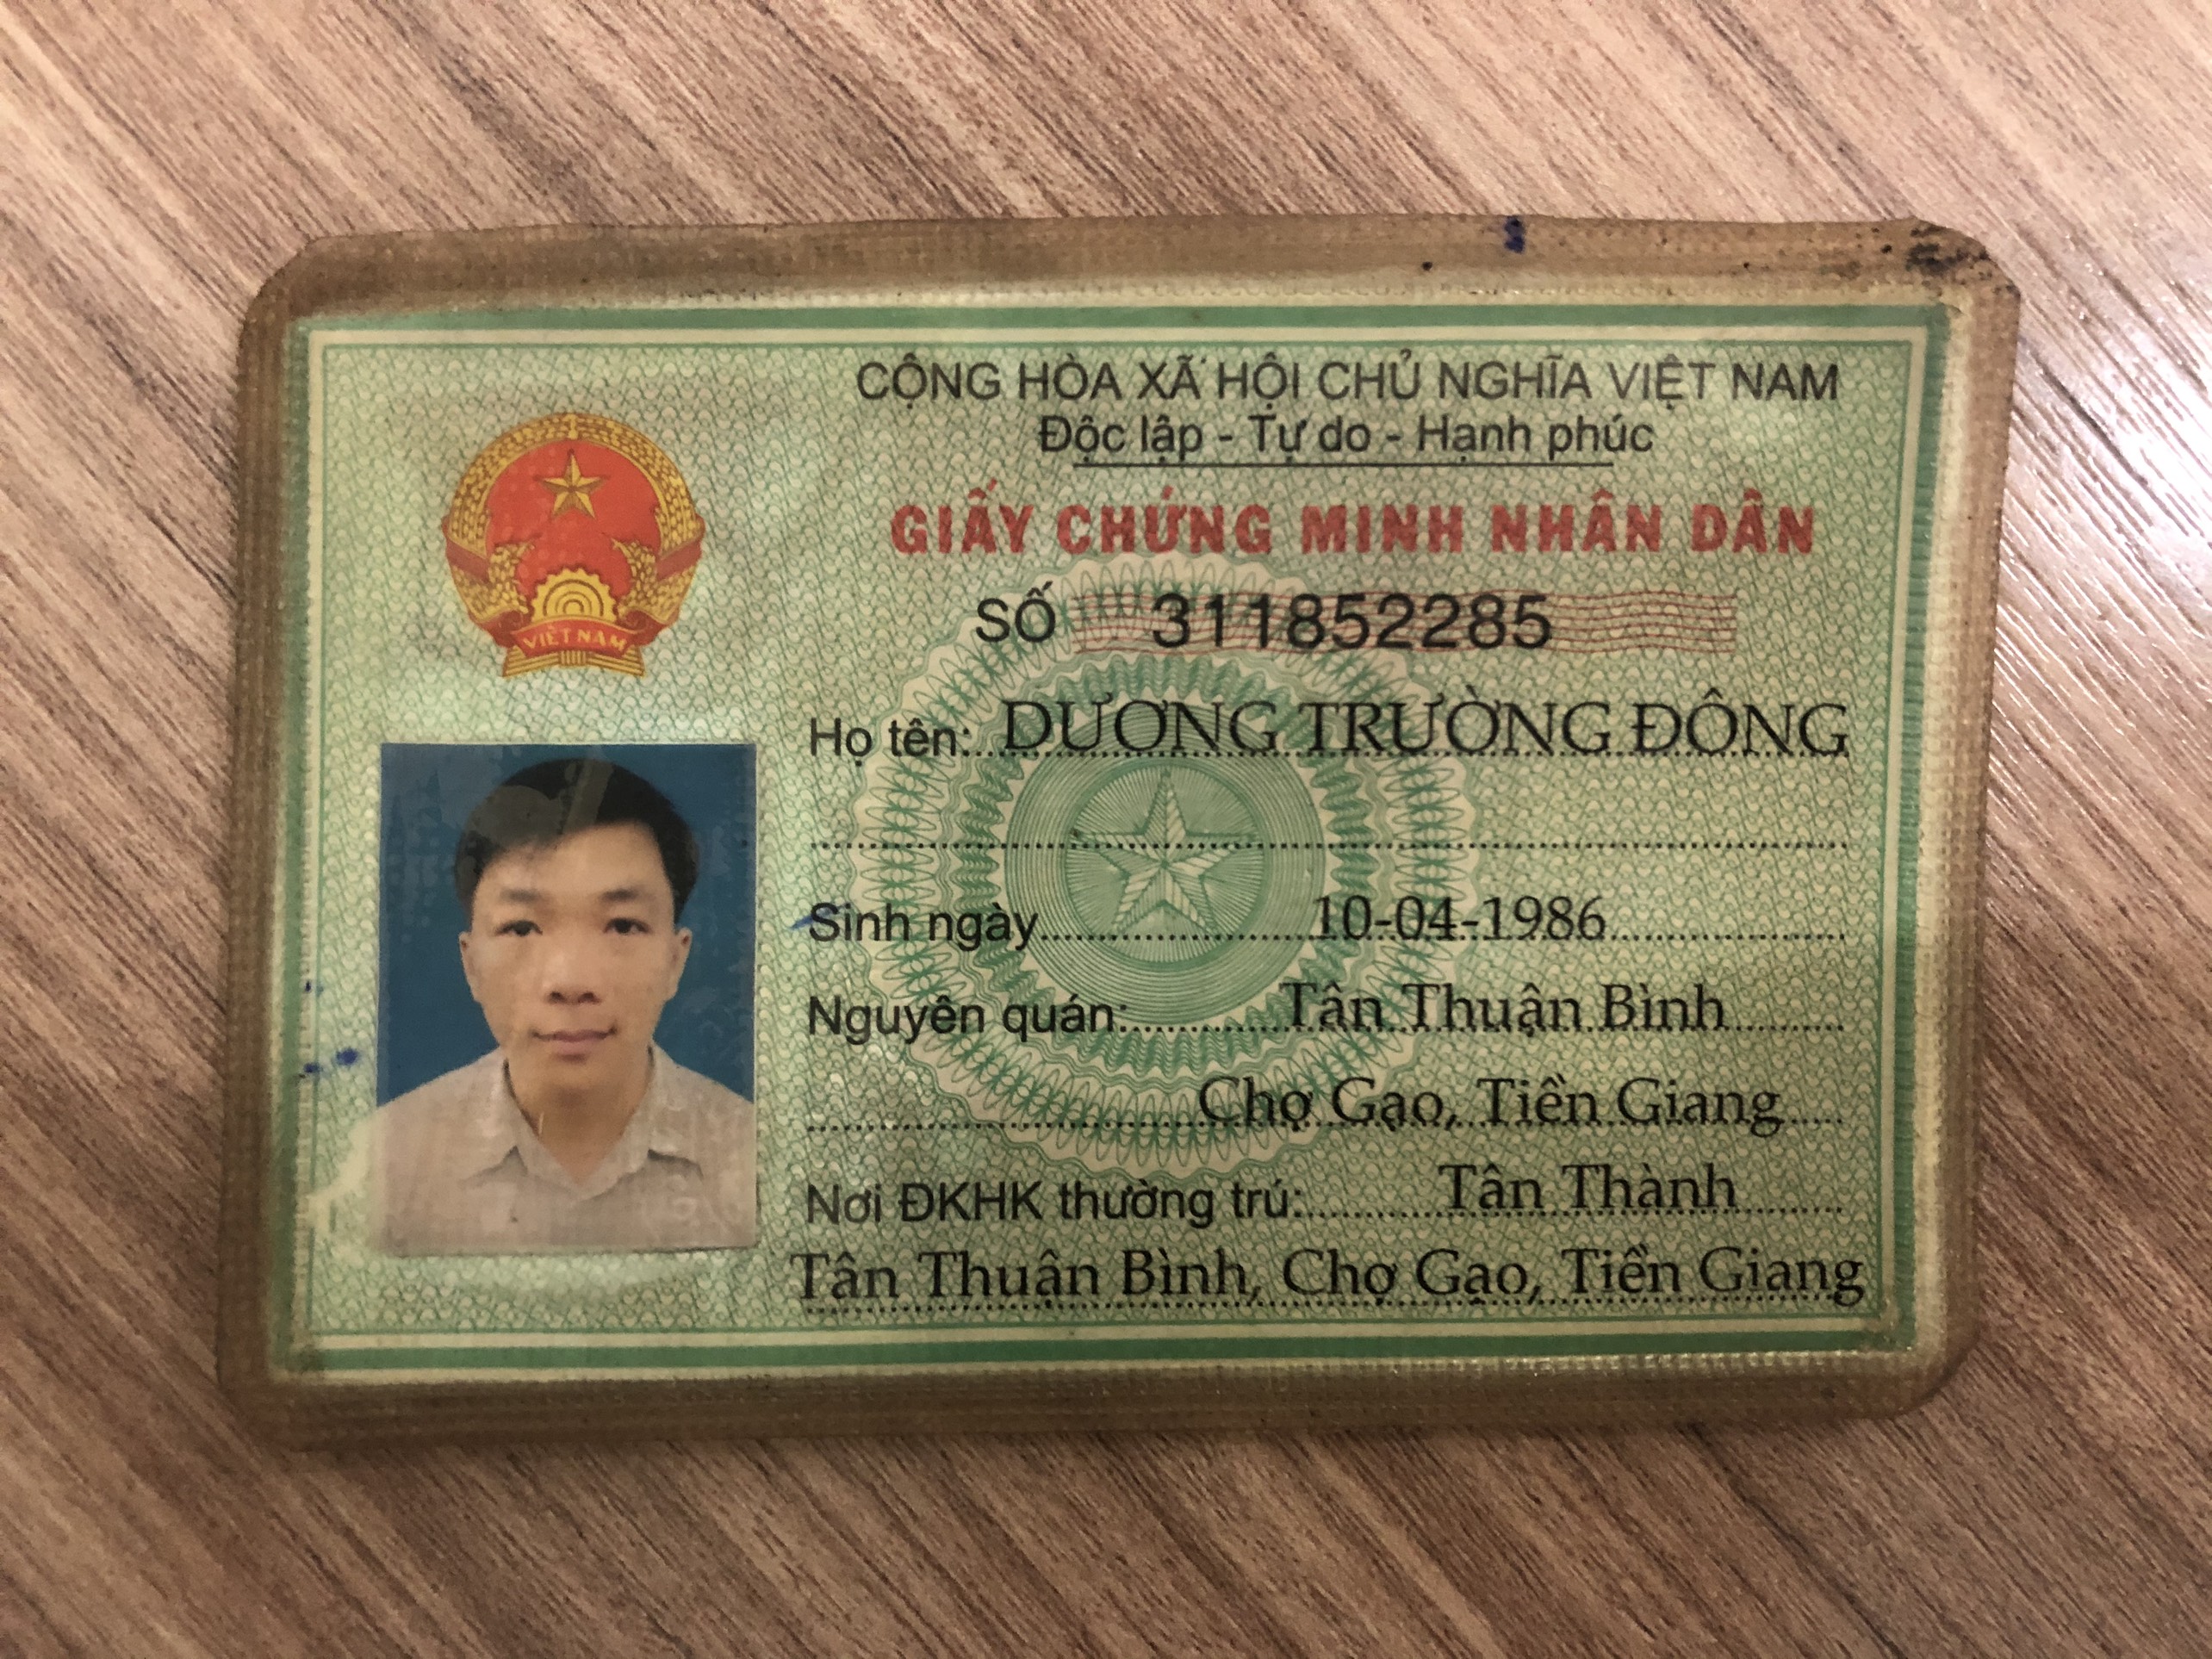 CỘNG HÒA XÃ HỘI CHỦ NGHĨA VIỆT NAM
Độc lập - Tự do - Hạnh phúc
GIẤY CHỨNG MINH NHÂN DÂN
SỐ 311852285
VIỆT NAM
Họ tên: DƯƠNG TRƯỜNG ĐÔNG
Sinh ngày 10-04-1986
Nguyên quán: Tân Thuận Bình
Chợ Gạo, Tiền Giang
Nơi ĐKHK thường trú: Tân Thành
Tân Thuận Bình, Chợ Gạo, Tiền Giang